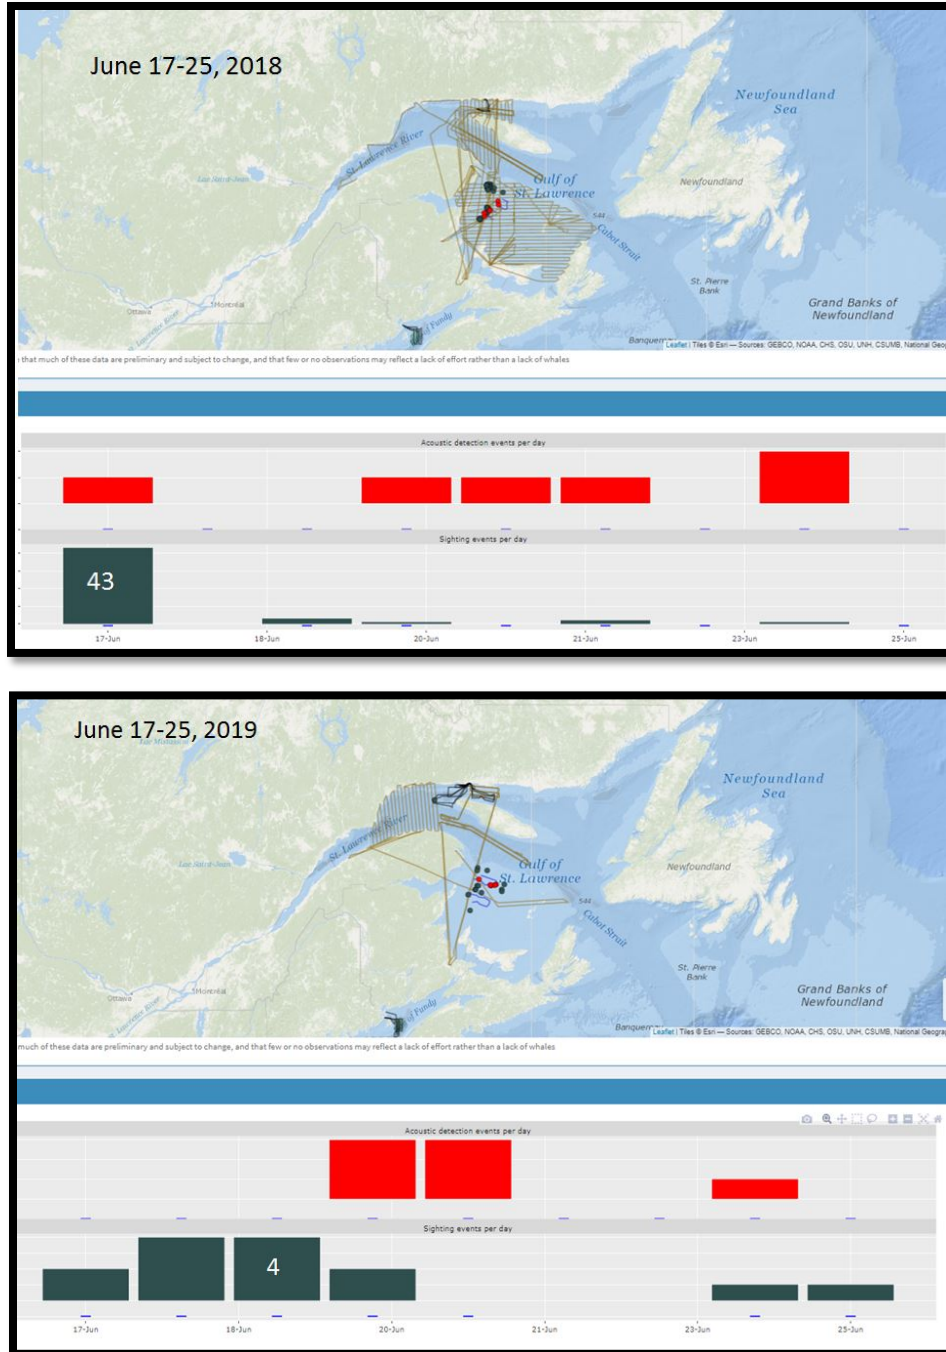 June 17-25, 2018
Newfoundland
Sea
St. Lawrence River
Gulf of
St. Lawrence
Newfoundland
544
Cabot Strait
St. Pierre
Bank
Ottawa
Montréal
Fundy
Grand Banks of
Newfoundland
Leaflet | Tiles © Esri — Sources: GEBCO, NOAA, CHS, OSU, UNH, CSUMB, National Geog
that much of these data are preliminary and subject to change, and that few or no observations may reflect a lack of effort rather than a lack of whales
Acoustic detection events per day
Sighting events per day
43
17-Jun 18-Jun 20-Jun 21-Jun 23-Jun 25-Jun
June 17-25, 2019
Newfoundland
Sea
St. Lawrence River
Gulf of
St. Lawrence
Newfoundland
544
Cabot Strait
St. Pierre
Bank
Ottawa
Montréal
Fundy
Grand Banks of
Newfoundland
Leaflet | Tiles © Esri — Sources: GEBCO, NOAA, CHS, OSU, UNH, CSUMB, National Geogra
much of these data are preliminary and subject to change, and that few or no observations may reflect a lack of effort rather than a lack of whales
Acoustic detection events per day
Sighting events per day
4
17-Jun 18-Jun 20-Jun 21-Jun 23-Jun 25-Jun